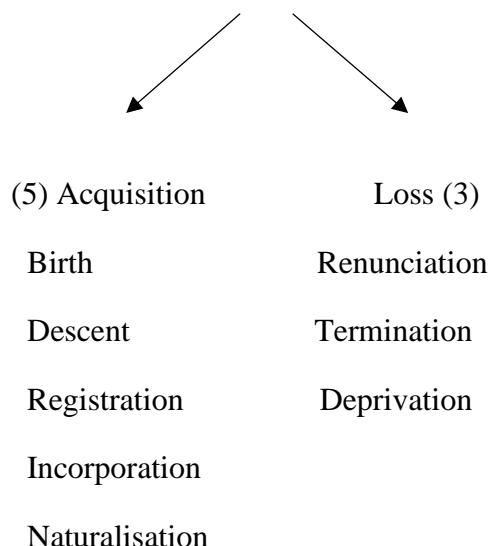 (5) Acquisition Loss (3)
Birth Renunciation
Descent Termination
Registration Deprivation
Incorporation
Naturalisation